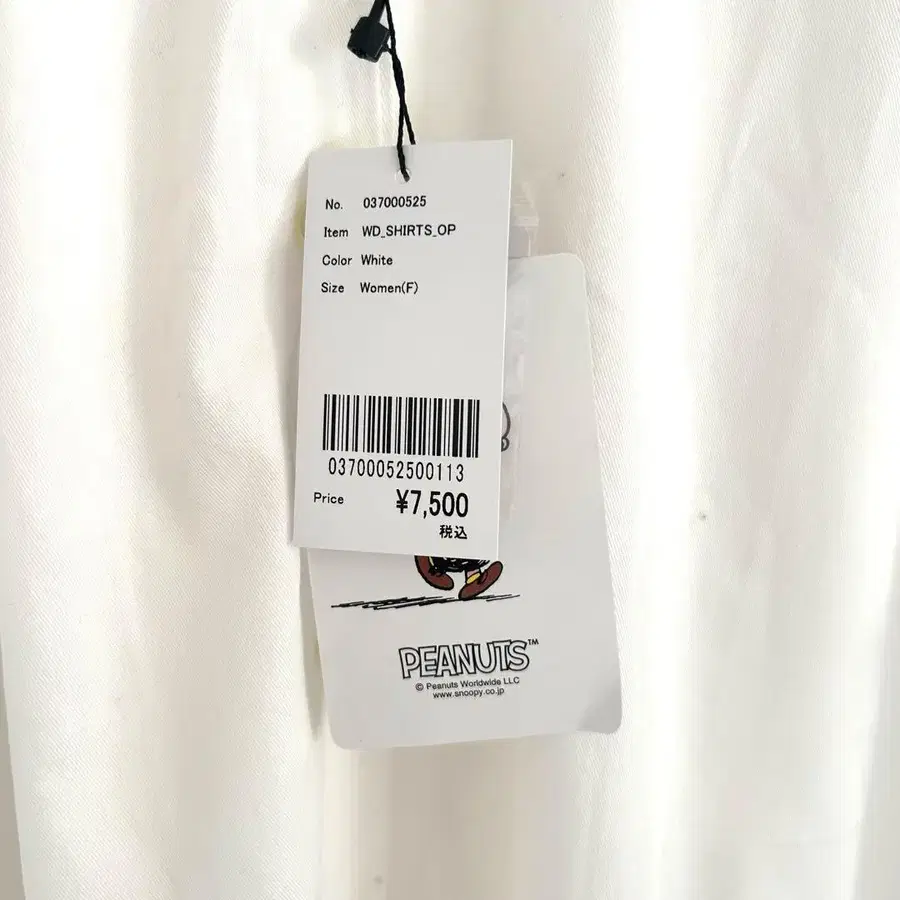 No. 037000525
Item WD_SHIRTS_OP
Color White
Size Women(F)
03700052500113
Price ¥7,500
税込
PEANUTS™
© Peanuts Worldwide LLC
www.snoopy.co.jp